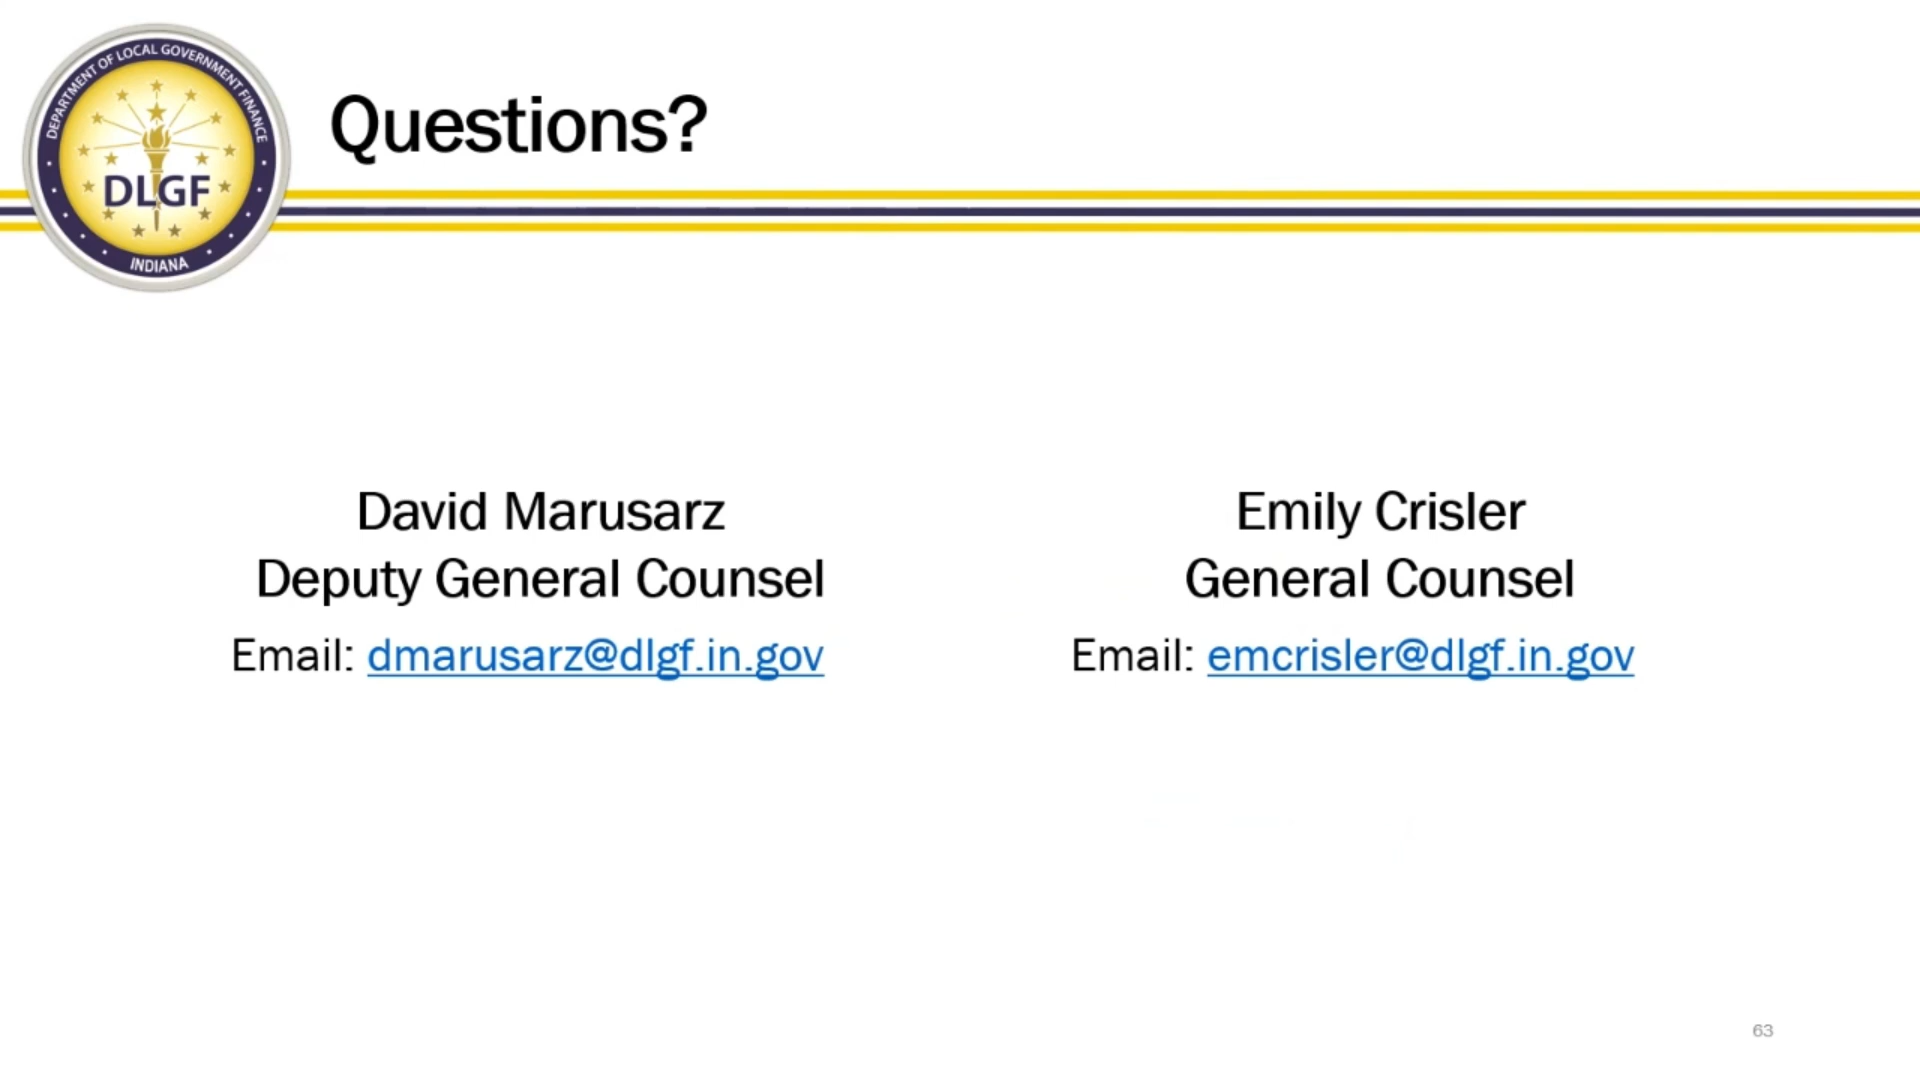 DEPARTMENT OF LOCAL GOVERNMENT FINANCE
DLGF
INDIANA
Questions?
David Marusarz
Deputy General Counsel
Email: dmarusarz@dlgf.in.gov
Emily Crisler
General Counsel
Email: emcrisler@dlgf.in.gov
63